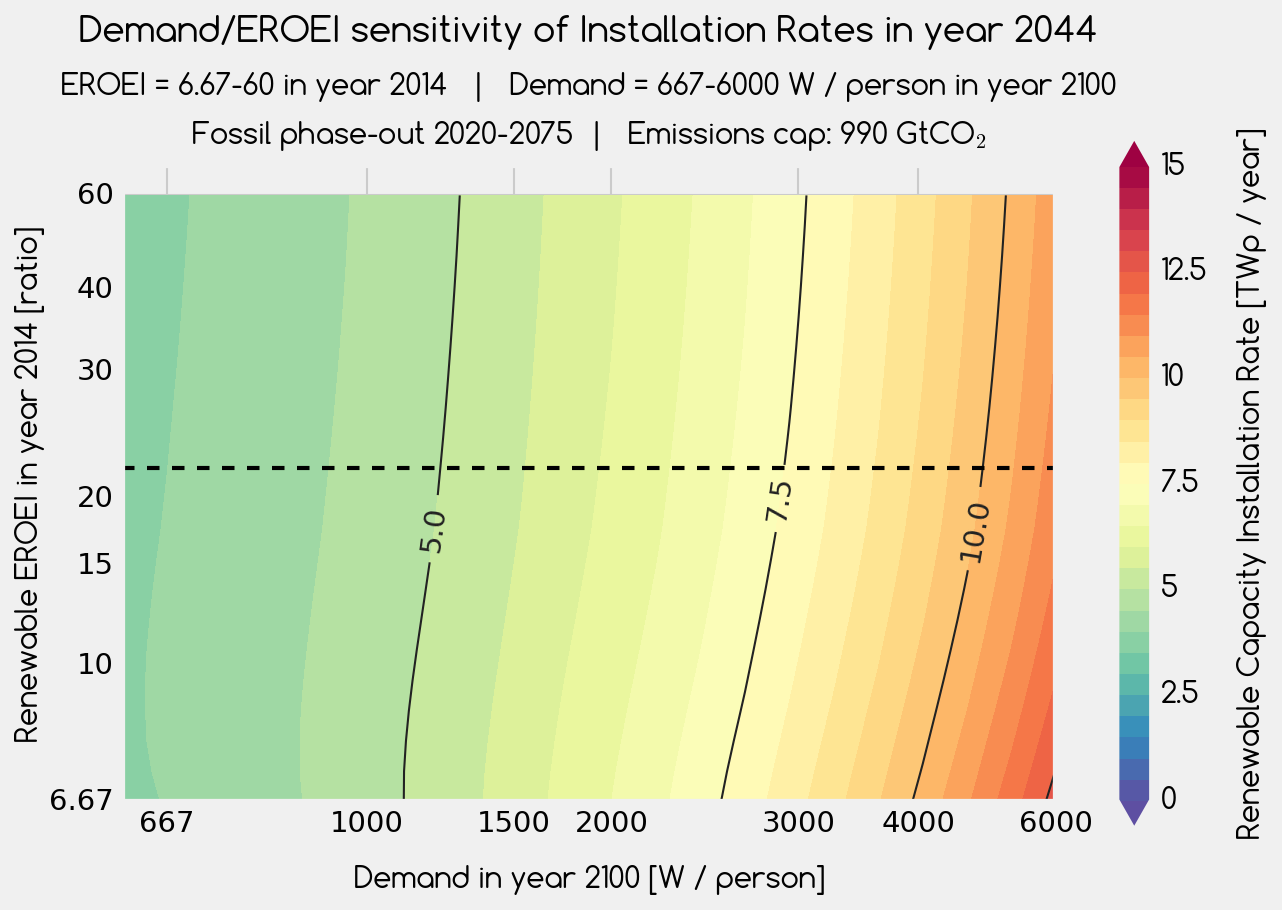 Demand/EROEI sensitivity of Installation Rates in year 2044
EROEI = 6.67-60 in year 2014 | Demand = 667-6000 W / person in year 2100
Fossil phase-out 2020-2075 | Emissions cap: 990 GtCO₂
Renewable EROEI in year 2014 [ratio]
60
40
30
20
15
10
6.67
5.0
7.5
10.0
667 1000 1500 2000 3000 4000 6000
Demand in year 2100 [W / person]
15
12.5
10
7.5
5
2.5
0
Renewable Capacity Installation Rate [TWp / year]